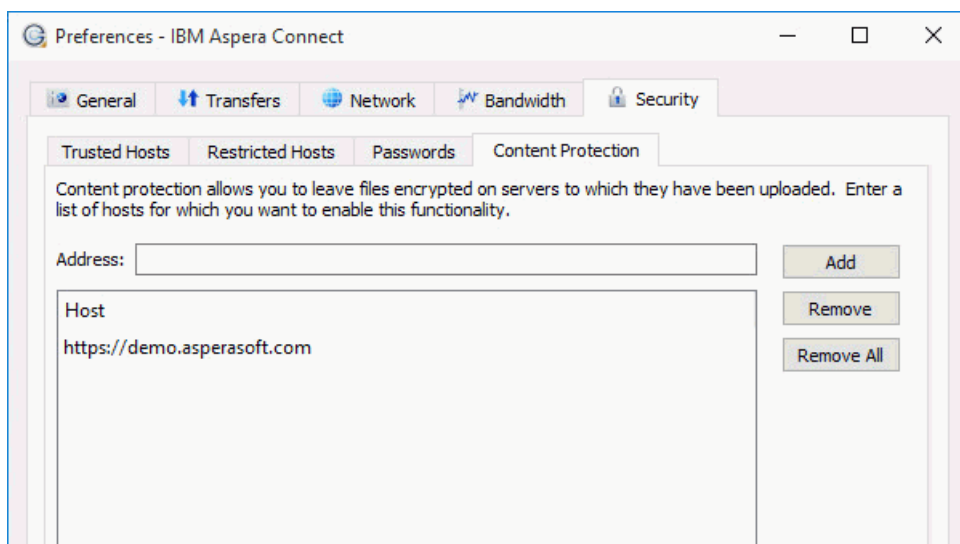 Preferences - IBM Aspera Connect
General Transfers Network Bandwidth Security
Trusted Hosts Restricted Hosts Passwords Content Protection
Content protection allows you to leave files encrypted on servers to which they have been uploaded. Enter a
list of hosts for which you want to enable this functionality.
Address: Add
Host Remove
https://demo.asperasoft.com Remove All